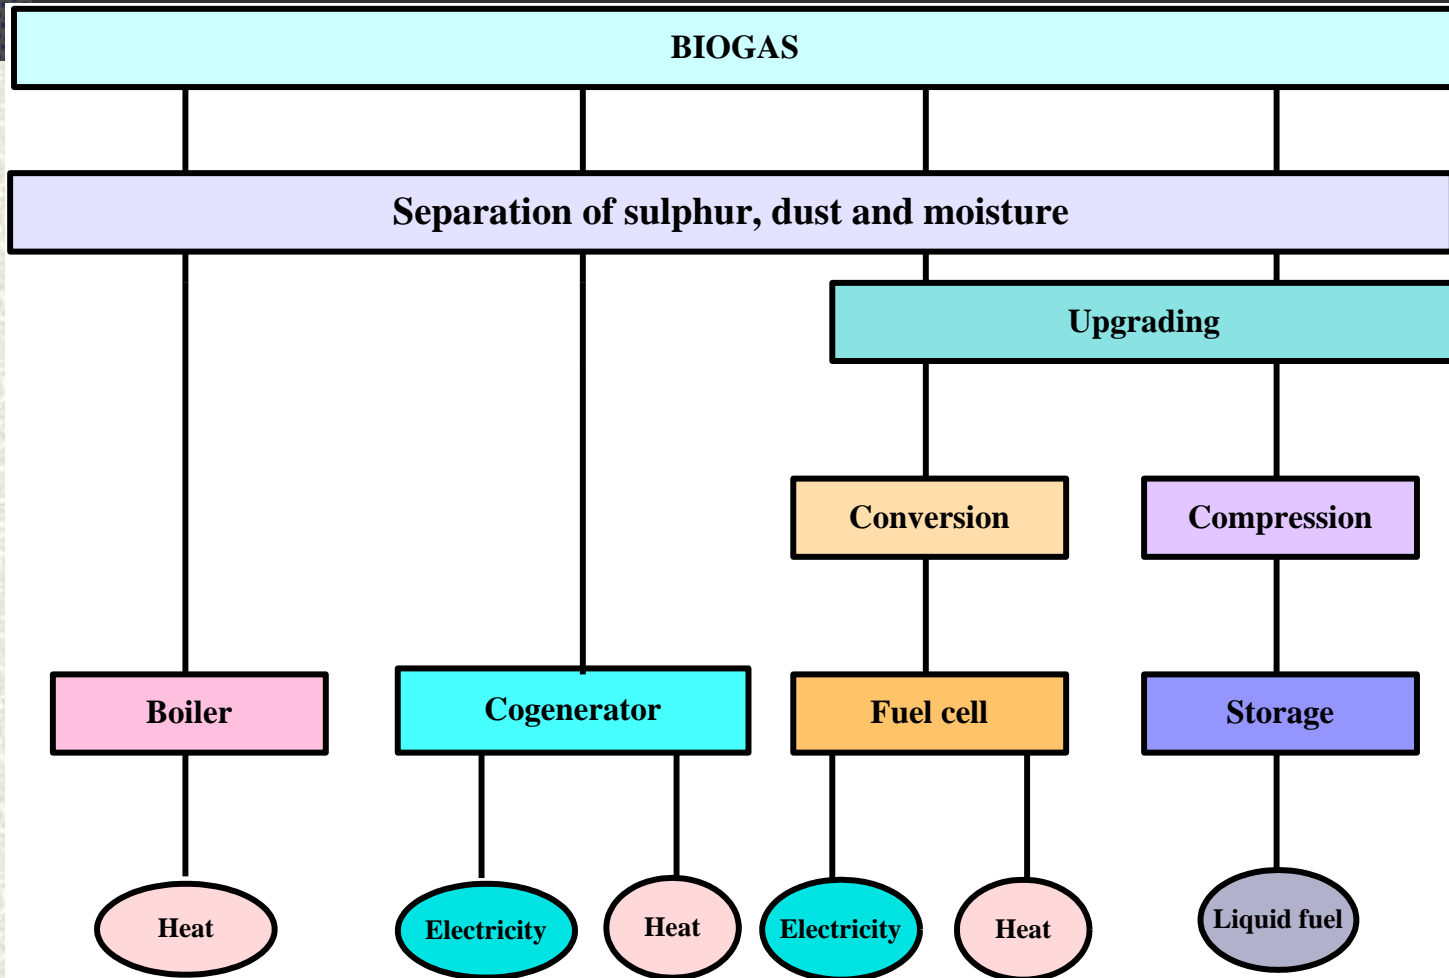 BIOGAS
Separation of sulphur, dust and moisture
Upgrading
Conversion
Compression
Boiler
Cogenerator
Fuel cell
Storage
Heat
Electricity
Heat
Electricity
Heat
Liquid fuel